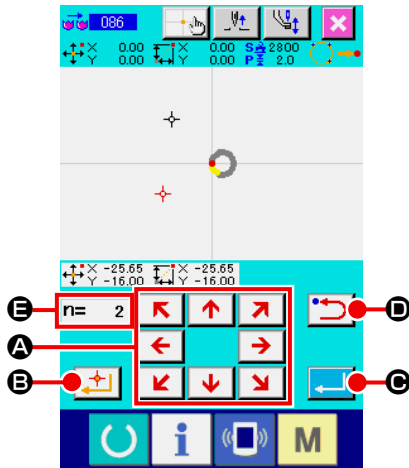 086
X 0.00 X 0.00 S 2800
Y 0.00 Y 0.00 P 2.0
X -25.65 X -25.65
Y -16.00 Y -16.00
E n= 2 D
A
B C
i M